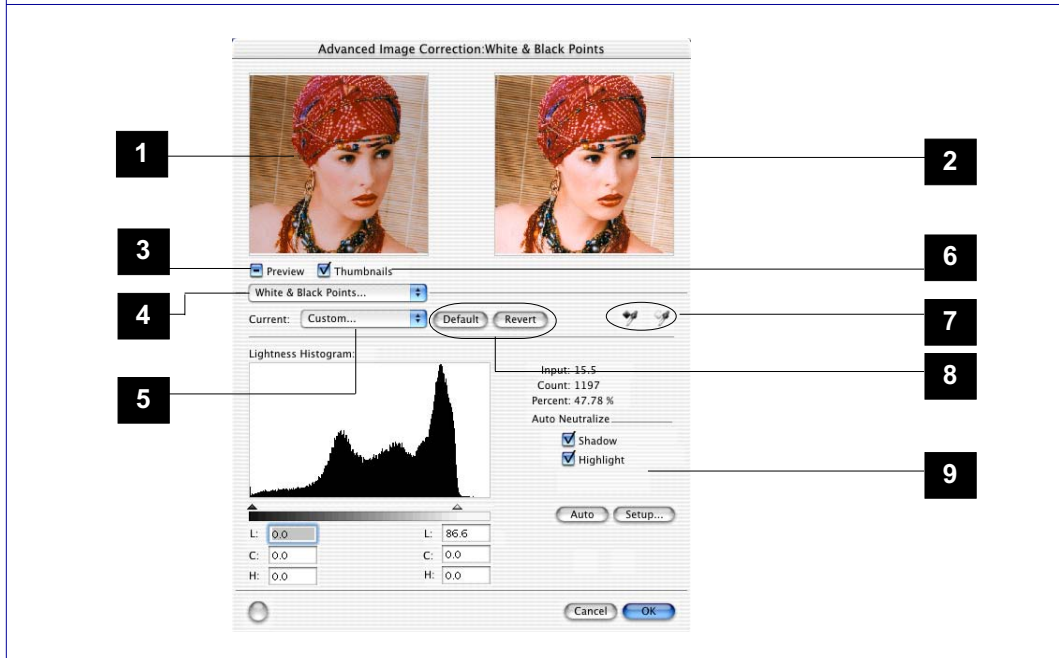 Advanced Image Correction:White & Black Points
1
2
3
Preview Thumbnails
6
4
White & Black Points...
Current: Custom... Default Revert
7
8
Lightness Histogram:
5
Input: 15.5
Count: 1197
Percent: 47.78 %
Auto Neutralize
Shadow
Highlight
9
Auto Setup...
L: 0.0 L: 86.6
C: 0.0 C: 0.0
H: 0.0 H: 0.0
Cancel OK